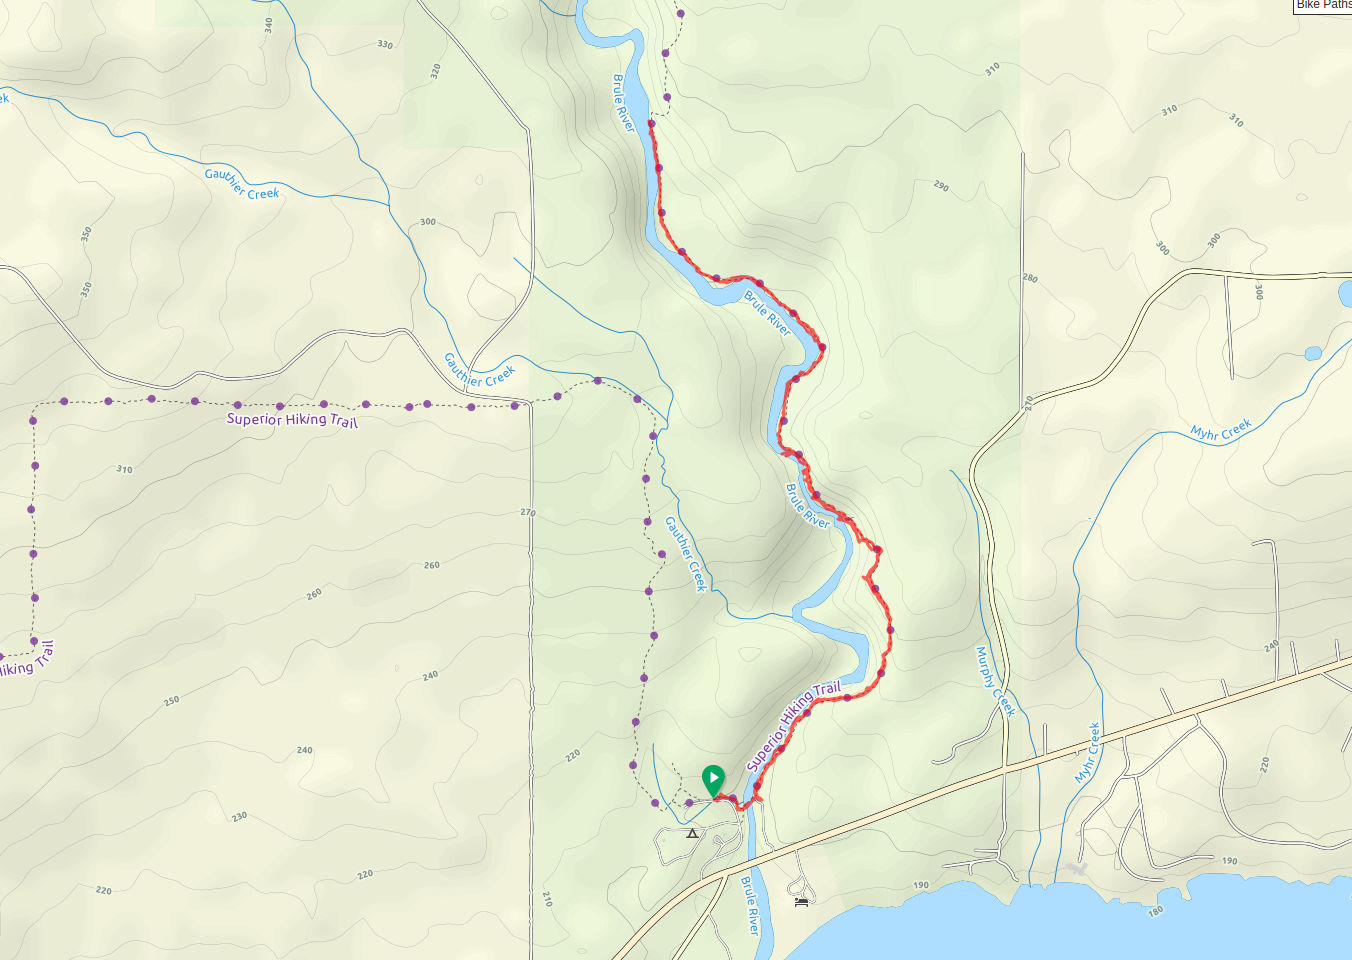 Bike Paths
340
330
320
310
Brule River
310
310
ek
Gauthier Creek
290
300
350
300
300
280
350
300
Brule River
Gauthier Creek
270
Superior Hiking Trail
Myhr Creek
310
Brule River
270
Gauthier Creek
260
260
240
Hiking Trail
240
Murphy Creek
Superior Hiking Trail
250
240
220
Myhr Creek
220
230
190
220
220
190
210
Brule River
180